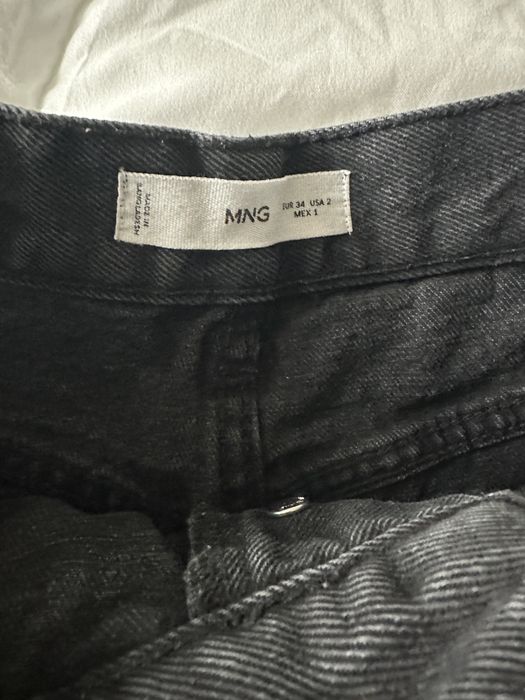 MADE IN
BANGLADESH
MNG
EUR 34 USA 2
MEX 1